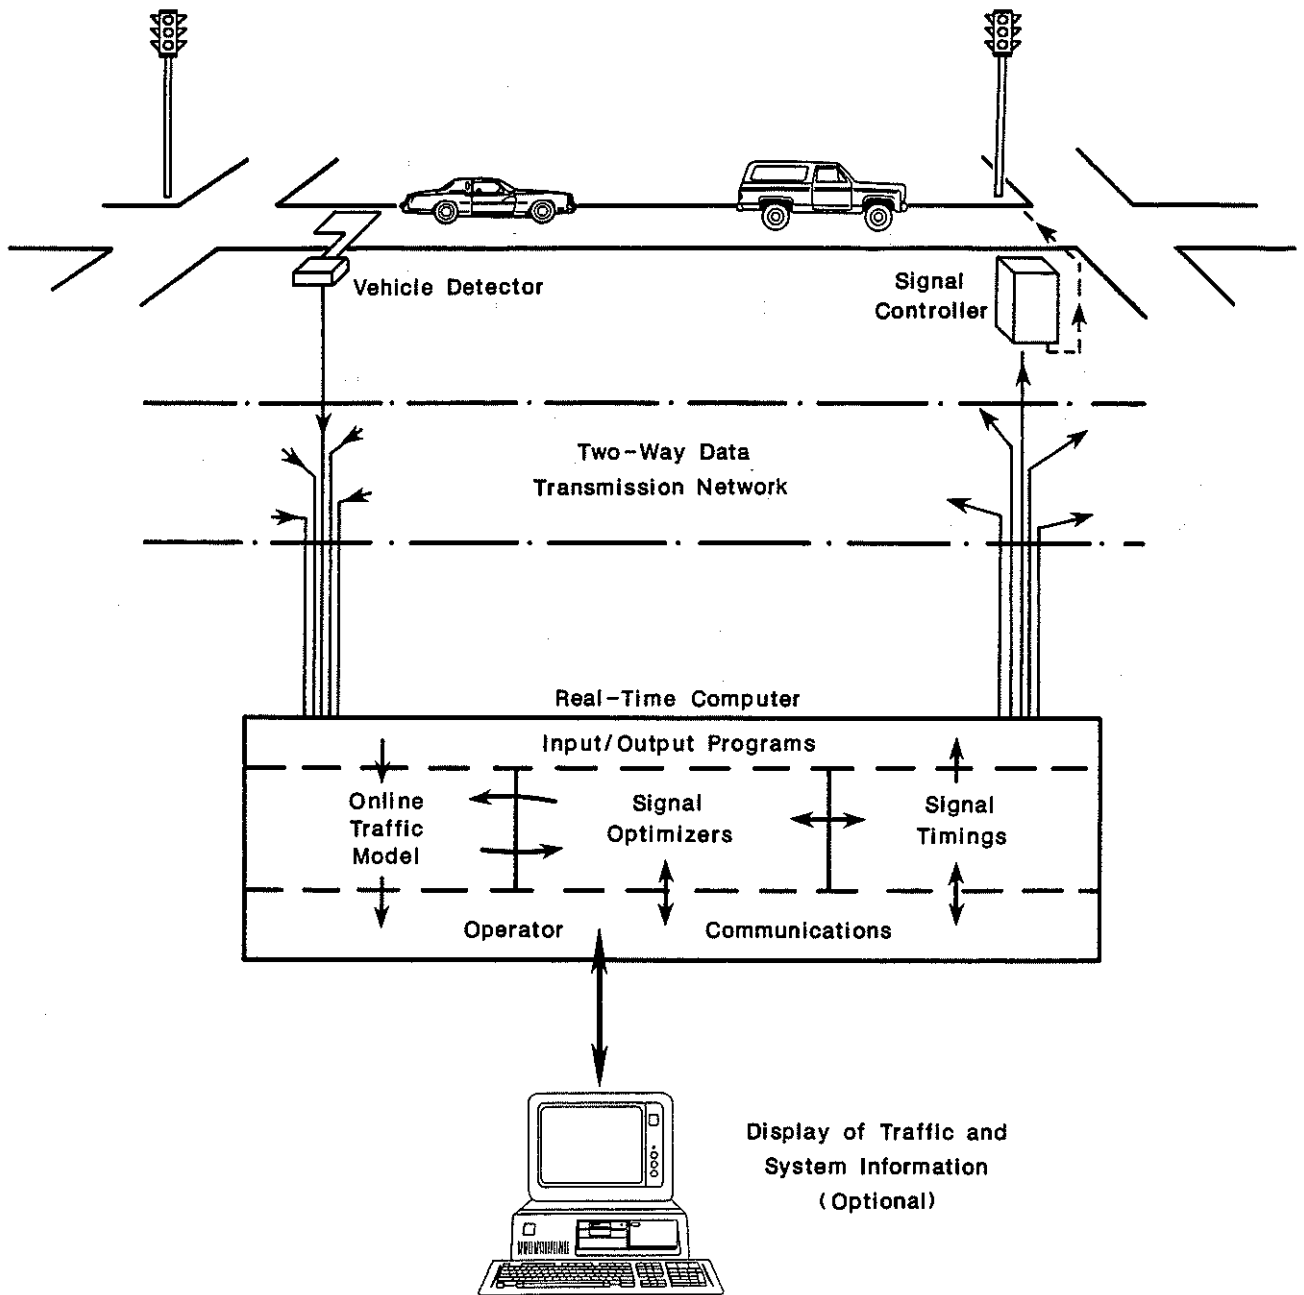 Vehicle Detector
Signal
Controller
Two-Way Data
Transmission Network
Real-Time Computer
Input/Output Programs
Online
Traffic
Model
Signal
Optimizers
Signal
Timings
Operator Communications
Display of Traffic and
System Information
(Optional)